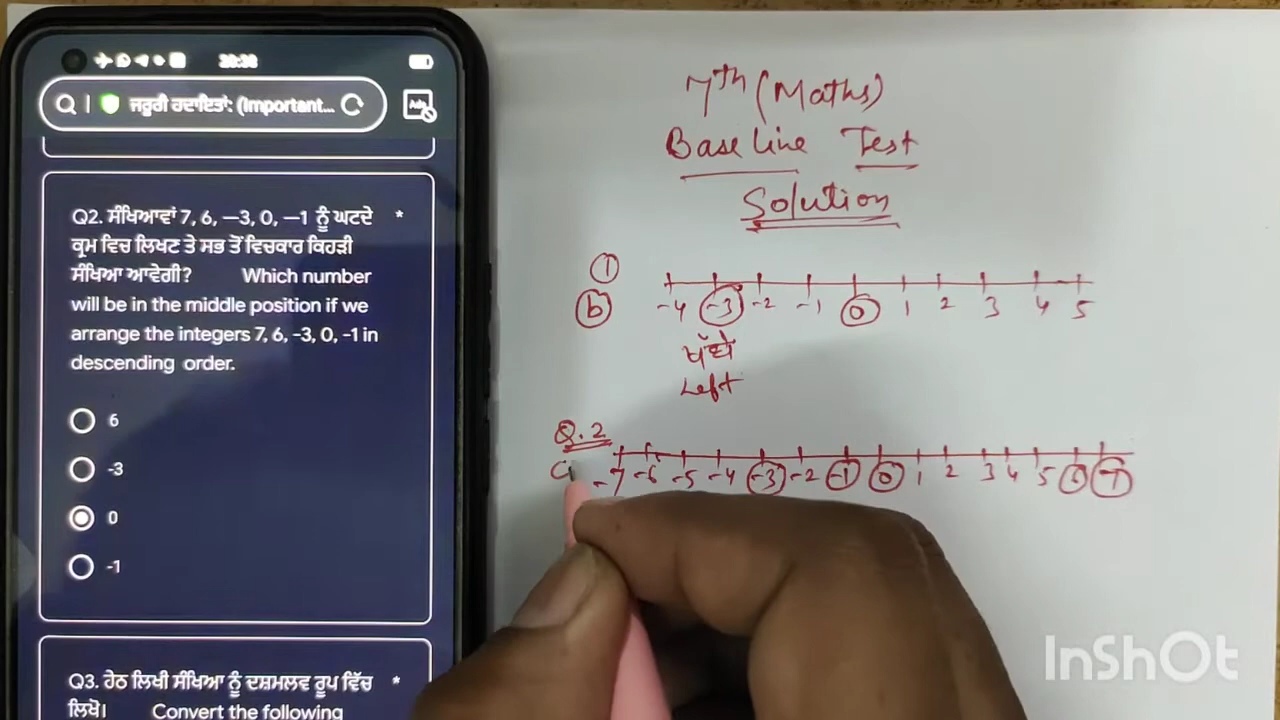 20:38
ਜ਼ਰੂਰੀ ਹਦਾਇਤਾਂ: (Important...
Q2. ਸੰਖਿਆਵਾਂ 7, 6, –3, 0, –1 ਨੂੰ ਘਟਦੇ *
ਕ੍ਰਮ ਵਿਚ ਲਿਖਣ ਤੇ ਸਭ ਤੋਂ ਵਿਚਕਾਰ ਕਿਹੜੀ
ਸੰਖਿਆ ਆਵੇਗੀ? Which number
will be in the middle position if we
arrange the integers 7, 6, -3, 0, -1 in
descending order.
6
-3
0
-1
Q3. ਹੇਠ ਲਿਖੀ ਸੰਖਿਆ ਨੂੰ ਦਸ਼ਮਲਵ ਰੂਪ ਵਿੱਚ *
ਲਿਖੋ। Convert the following
7th (Maths)
Base line Test
Solution
1
b -4 -3 -2 -1 0 1 2 3 4 5
ਖੱਬੇ
Left
Q.2
-7 -6 -5 -4 -3 -2 -1 0 1 2 3 4 5 6 7
InShOt